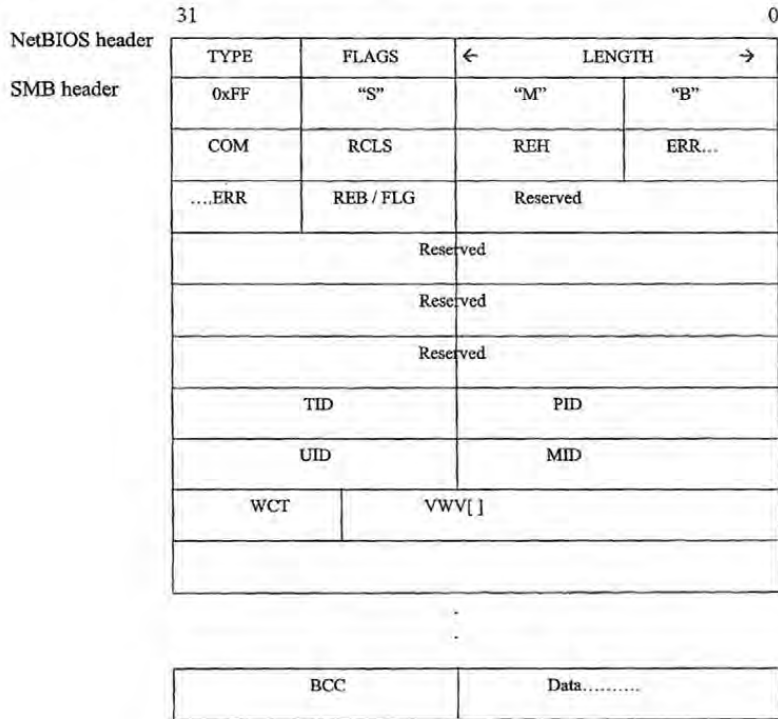 31 0
NetBIOS header TYPE FLAGS ← LENGTH →
SMB header 0xFF “S” “M” “B”
COM RCLS REH ERR...
....ERR REB / FLG Reserved
Reserved
Reserved
Reserved
TID PID
UID MID
WCT VWV[ ]
.
.
BCC Data..........